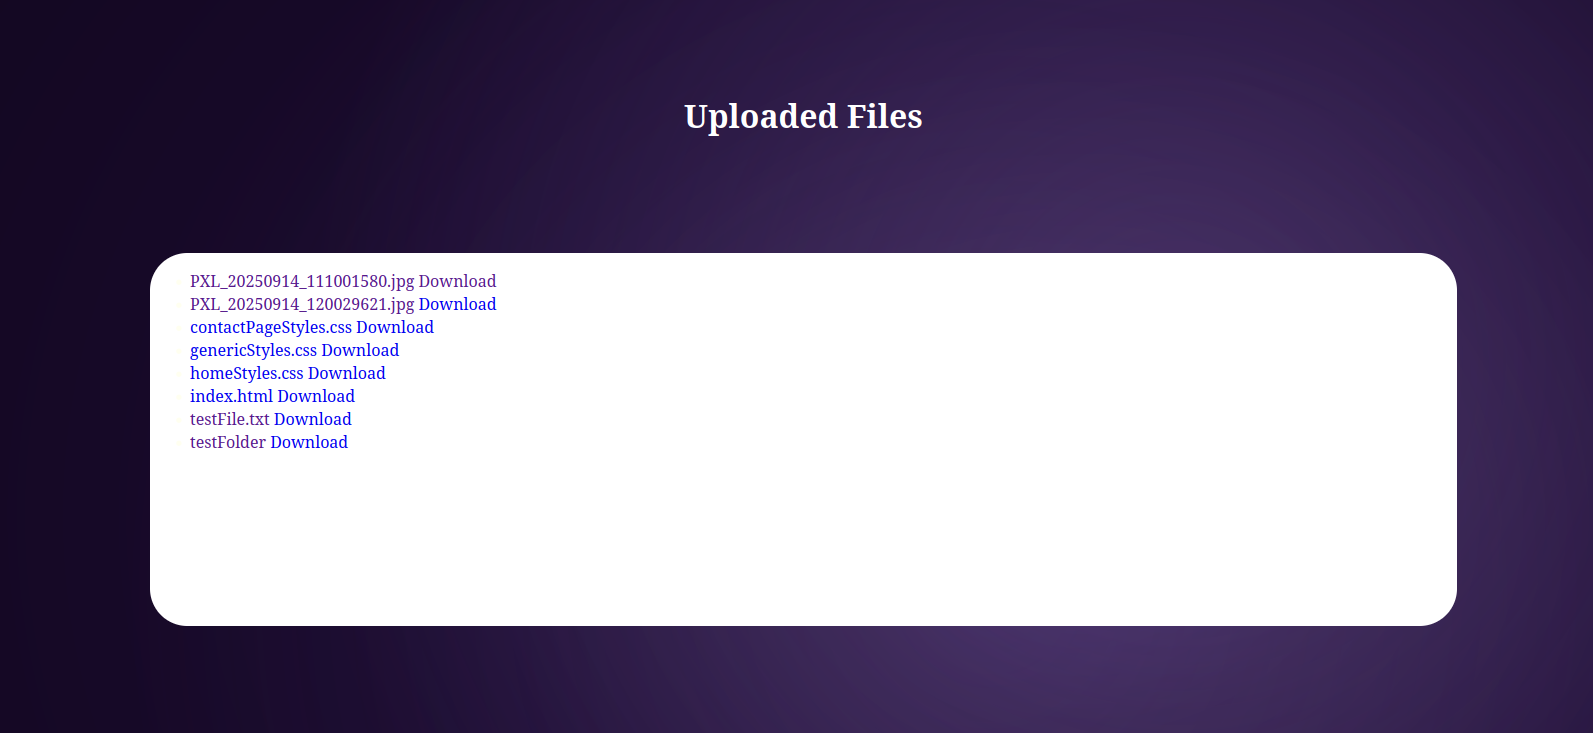 Uploaded Files
PXL_20250914_111001580.jpg Download
PXL_20250914_120029621.jpg Download
contactPageStyles.css Download
genericStyles.css Download
homeStyles.css Download
index.html Download
testFile.txt Download
testFolder Download